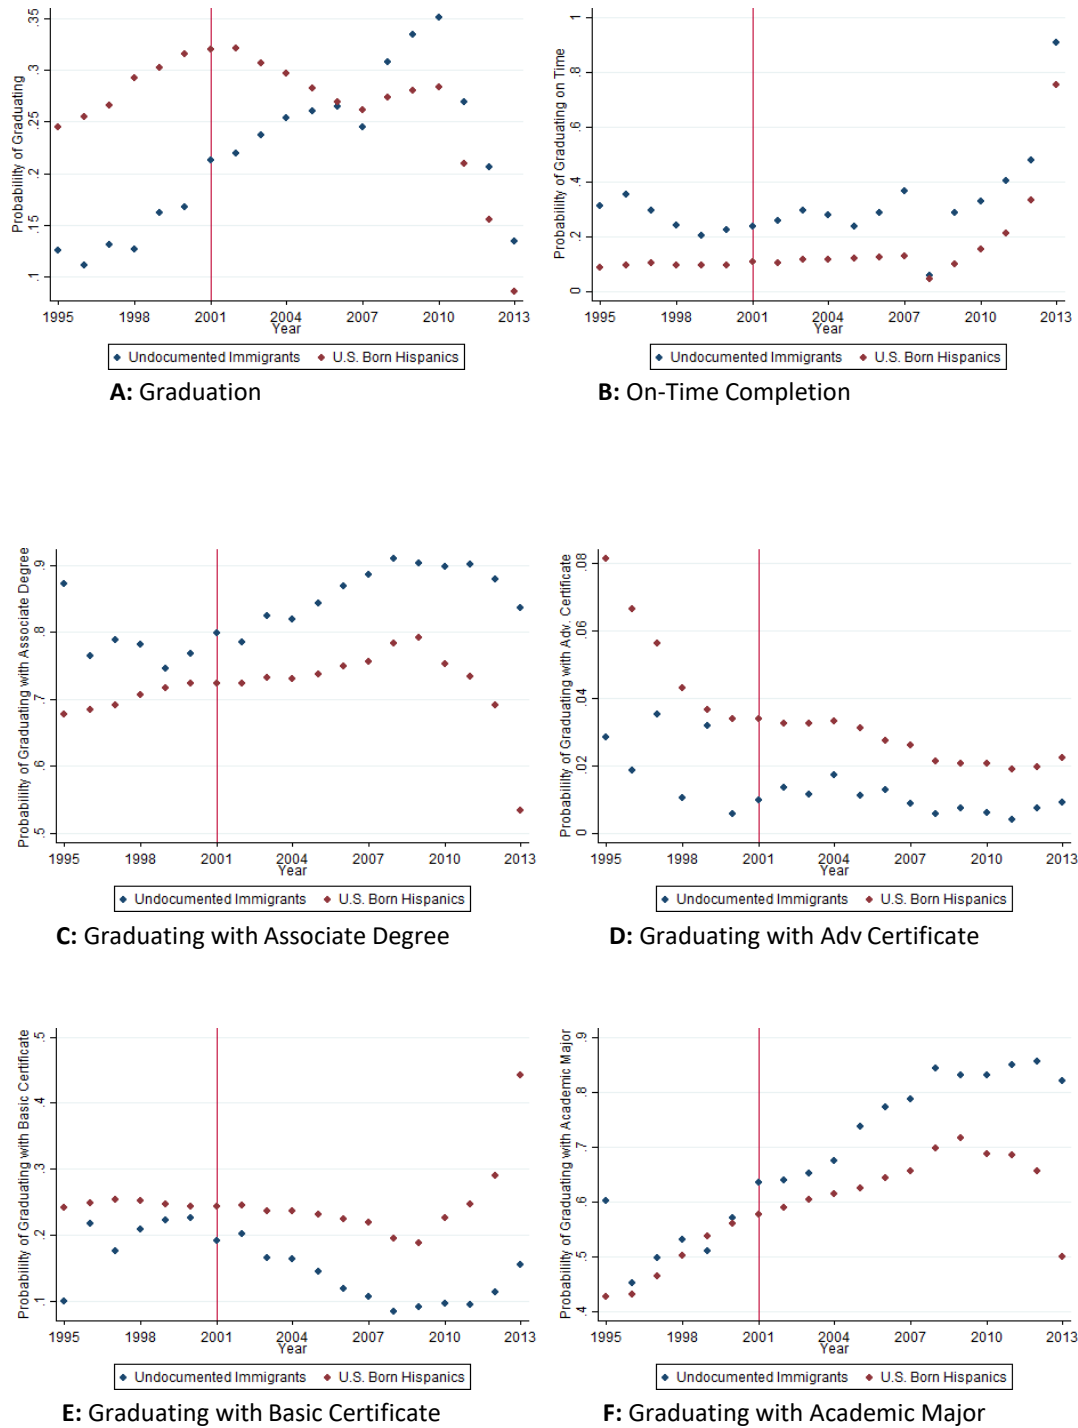 Probability of Graduating
.35
.3
.25
.2
.15
.1
1995 1998 2001 2004 2007 2010 2013
Year
Undocumented Immigrants U.S. Born Hispanics
A: Graduation
Probability of Graduating on Time
1
.8
.6
.4
.2
0
1995 1998 2001 2004 2007 2010 2013
Year
Undocumented Immigrants U.S. Born Hispanics
B: On-Time Completion
Probability of Graduating with Associate Degree
.9
.8
.7
.6
.5
1995 1998 2001 2004 2007 2010 2013
Year
Undocumented Immigrants U.S. Born Hispanics
C: Graduating with Associate Degree
Probability of Graduating with Adv. Certificate
.08
.06
.04
.02
0
1995 1998 2001 2004 2007 2010 2013
Year
Undocumented Immigrants U.S. Born Hispanics
D: Graduating with Adv Certificate
Probability of Graduating with Basic Certificate
.5
.4
.3
.2
.1
1995 1998 2001 2004 2007 2010 2013
Year
Undocumented Immigrants U.S. Born Hispanics
E: Graduating with Basic Certificate
Probability of Graduating with Academic Major
.9
.8
.7
.6
.5
.4
1995 1998 2001 2004 2007 2010 2013
Year
Undocumented Immigrants U.S. Born Hispanics
F: Graduating with Academic Major